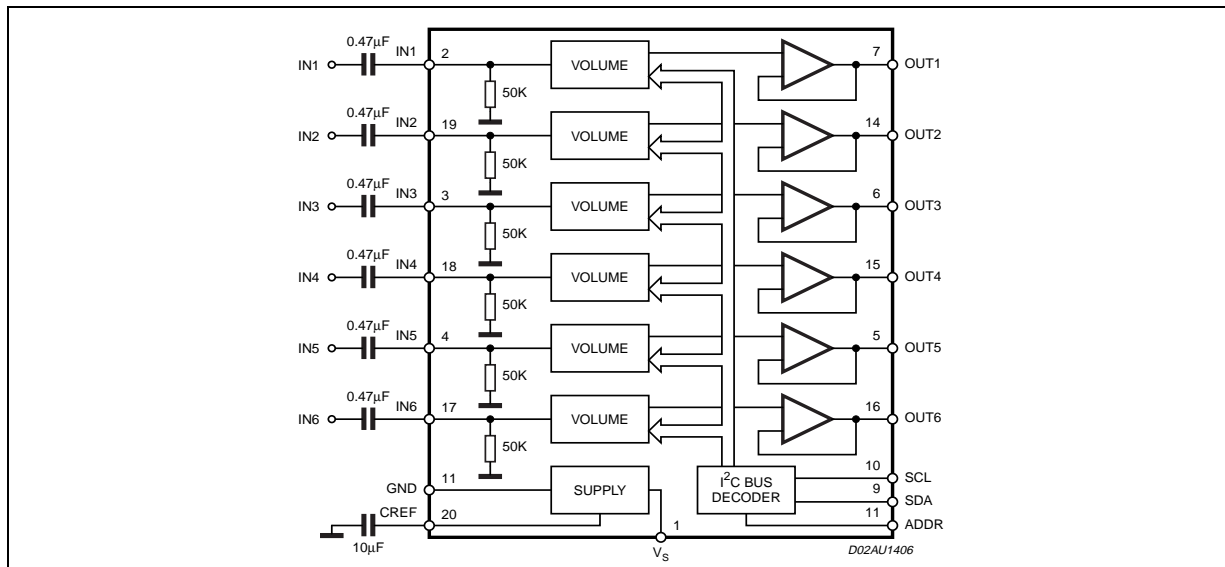 0.47μF IN1 2 7
IN1 VOLUME OUT1
50K
0.47μF IN2 19 14
IN2 VOLUME OUT2
50K
0.47μF IN3 3 6
IN3 VOLUME OUT3
50K
0.47μF IN4 18 15
IN4 VOLUME OUT4
50K
0.47μF IN5 4 5
IN5 VOLUME OUT5
50K
0.47μF IN6 17 16
IN6 VOLUME OUT6
50K
10
SCL
11 9
GND SUPPLY I²C BUS DECODER SDA
CREF 20 11
ADDR
1
10μF
V_S
D02AU1406